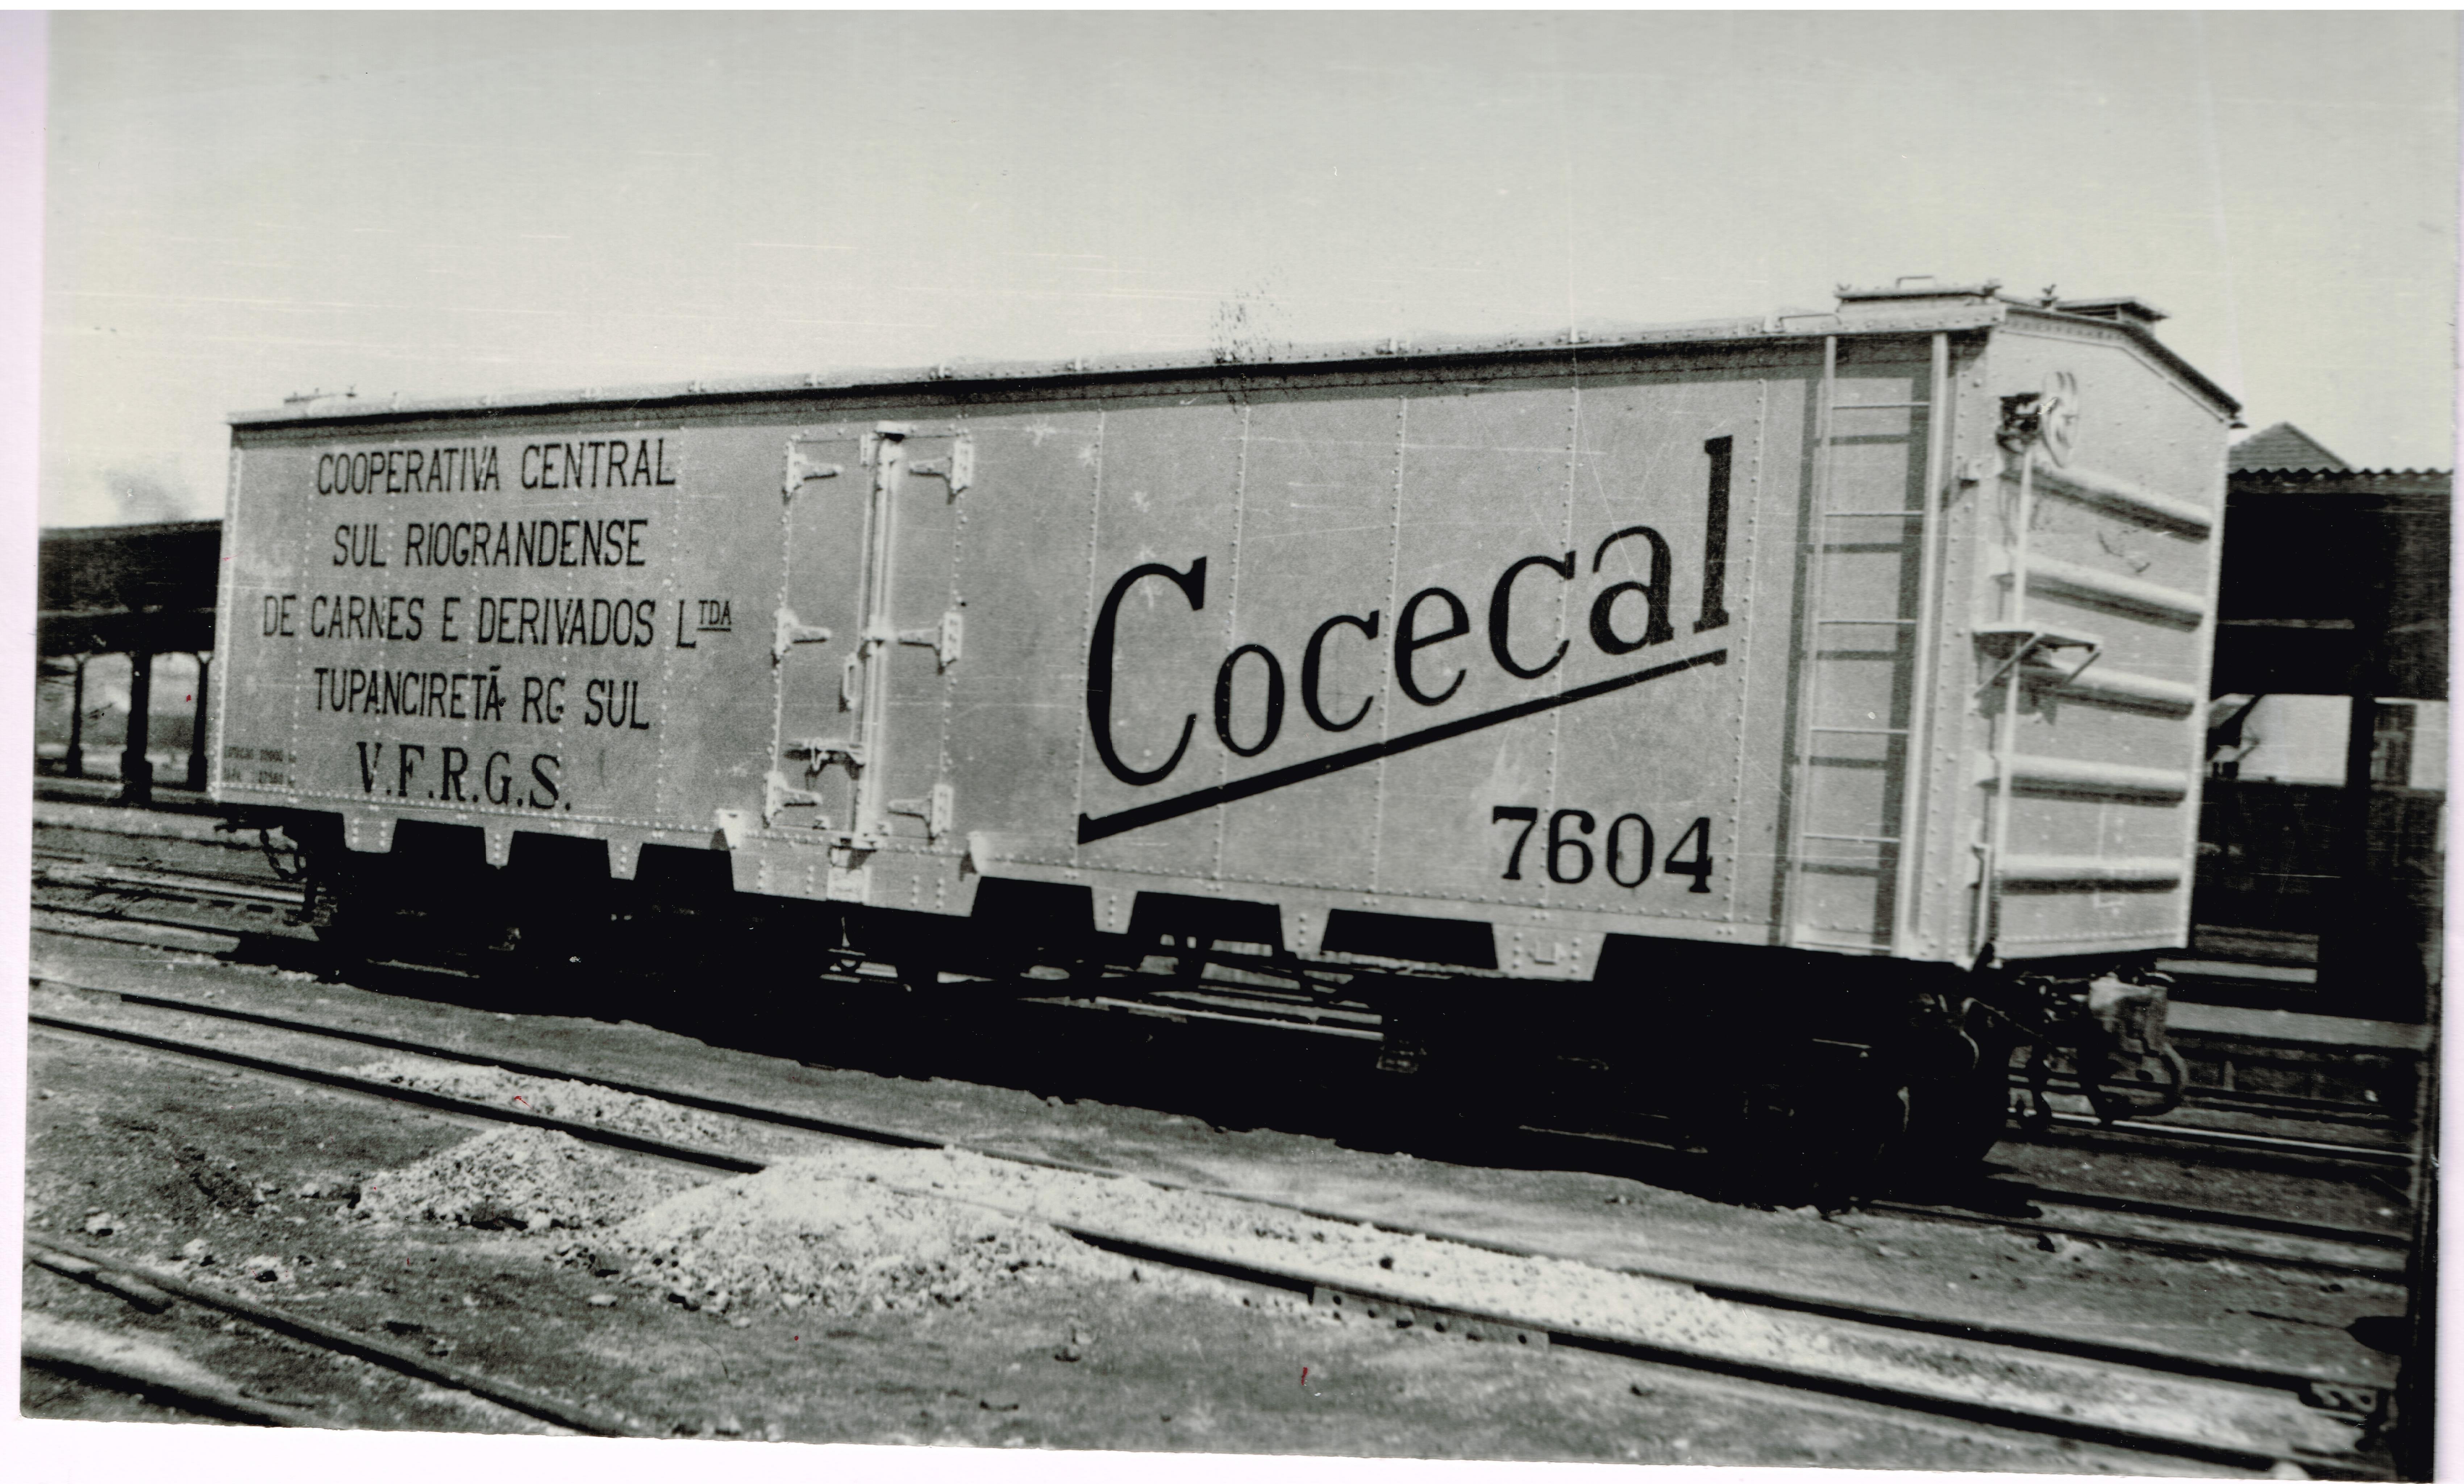 COOPERATIVA CENTRAL
SUL RIOGRANDENSE
DE CARNES E DERIVADOS LTDA
TUPANCIRETÃ RG SUL
V.F.R.G.S.
Cocecal
7604